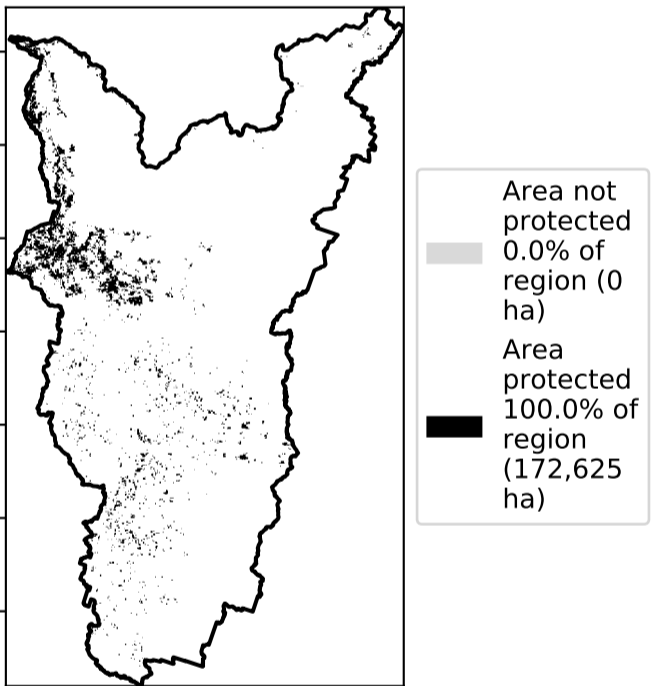 Area not
protected
0.0% of
region (0
ha)
Area
protected
100.0% of
region
(172,625
ha)